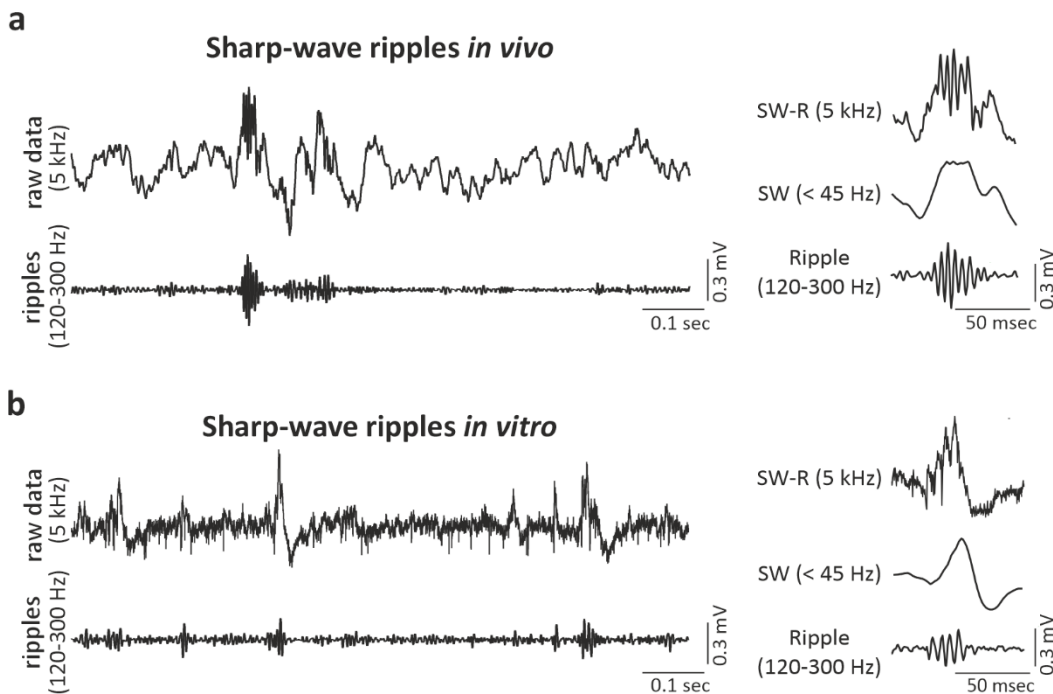 a
Sharp-wave ripples in vivo
raw data
(5 kHz)
ripples
(120-300 Hz)
0.3 mV
0.1 sec
SW-R (5 kHz)
SW (< 45 Hz)
Ripple
(120-300 Hz)
0.3 mV
50 msec
b
Sharp-wave ripples in vitro
raw data
(5 kHz)
ripples
(120-300 Hz)
0.3 mV
0.1 sec
SW-R (5 kHz)
SW (< 45 Hz)
Ripple
(120-300 Hz)
0.3 mV
50 msec